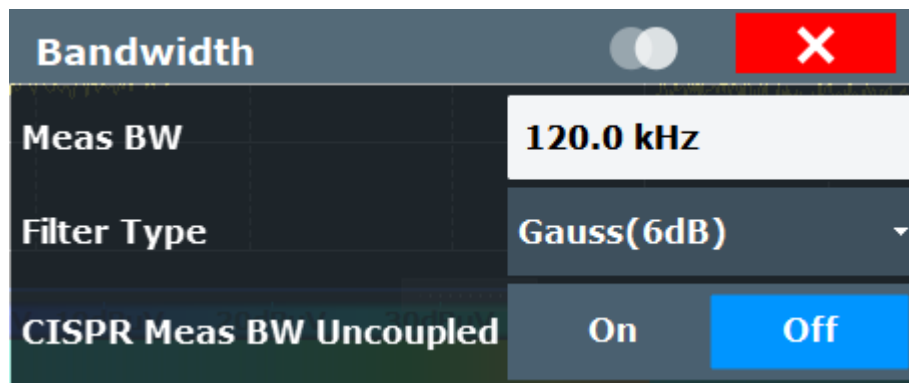 Bandwidth
Meas BW 120.0 kHz
Filter Type Gauss(6dB)
CISPR Meas BW Uncoupled On Off